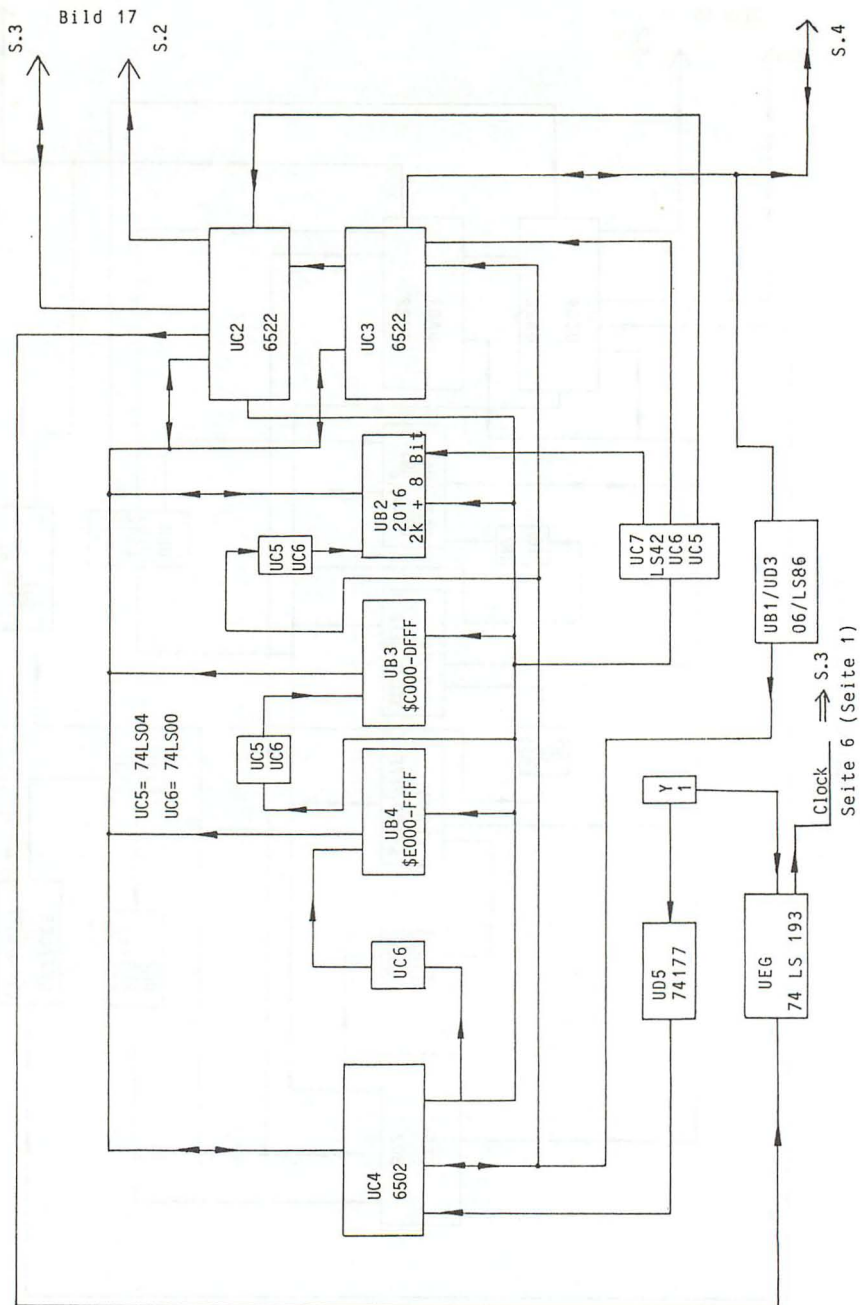 Bild 17
S.3
S.2
S.4
UC2
6522
UC3
6522
UB2
2016
2k + 8 Bit
UC5
UC6
UB3
$C000-DFFF
UC5
UC6
UB4
$E000-FFFF
UC5= 74LS04
UC6= 74LS00
UC6
UC4
6502
UC7
LS42
UC6
UC5
UB1/UD3
06/LS86
Y
1
UD5
74177
UEG
74 LS 193
Clock
S.3
Seite 6 (Seite 1)